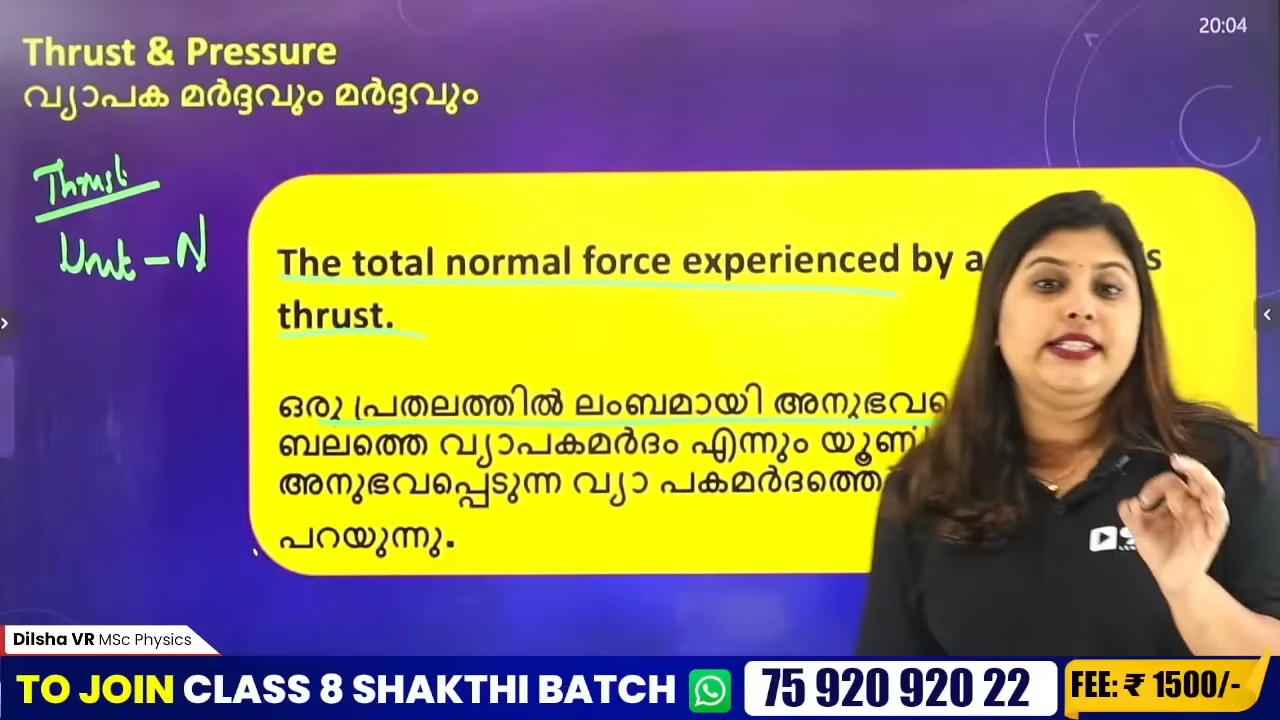 20:04
Thrust & Pressure
വ്യാപക മർദ്ദവും മർദ്ദവും
Thrust
Unit - N
The total normal force experienced by a
thrust.
ഒരു പ്രതലത്തിൽ ലംബമായി
ബലത്തെ വ്യാപകമർദം എന്നും
അനുഭവപ്പെടുന്ന വ്യാ പകമർദത്തെ
പറയുന്നു.
Dilsha VR MSc Physics
TO JOIN CLASS 8 SHAKTHI BATCH 75 920 920 22 FEE: ₹ 1500/-